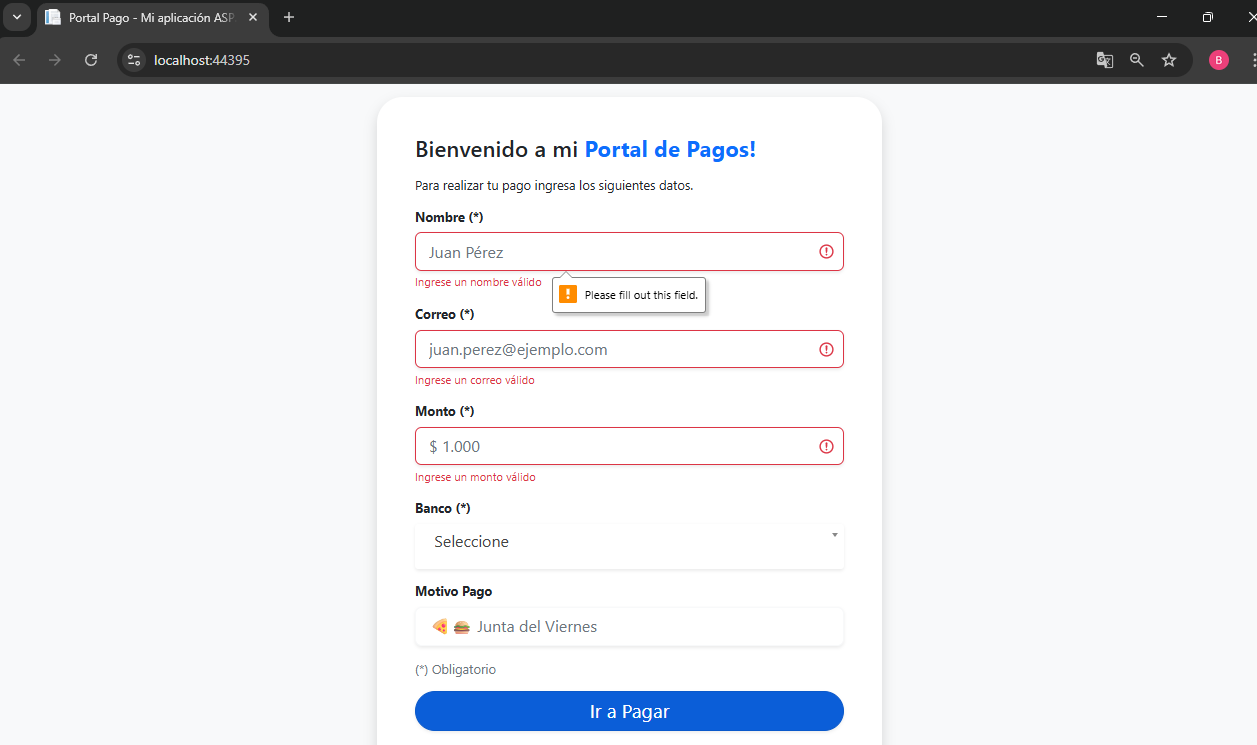 Portal Pago - Mi aplicación ASP
localhost:44395
B
Bienvenido a mi Portal de Pagos!
Para realizar tu pago ingresa los siguientes datos.
Nombre (*)
Juan Pérez
Ingrese un nombre válido
Please fill out this field.
Correo (*)
juan.perez@ejemplo.com
Ingrese un correo válido
Monto (*)
$ 1.000
Ingrese un monto válido
Banco (*)
Seleccione
Motivo Pago
🍕🍔 Junta del Viernes
(*) Obligatorio
Ir a Pagar